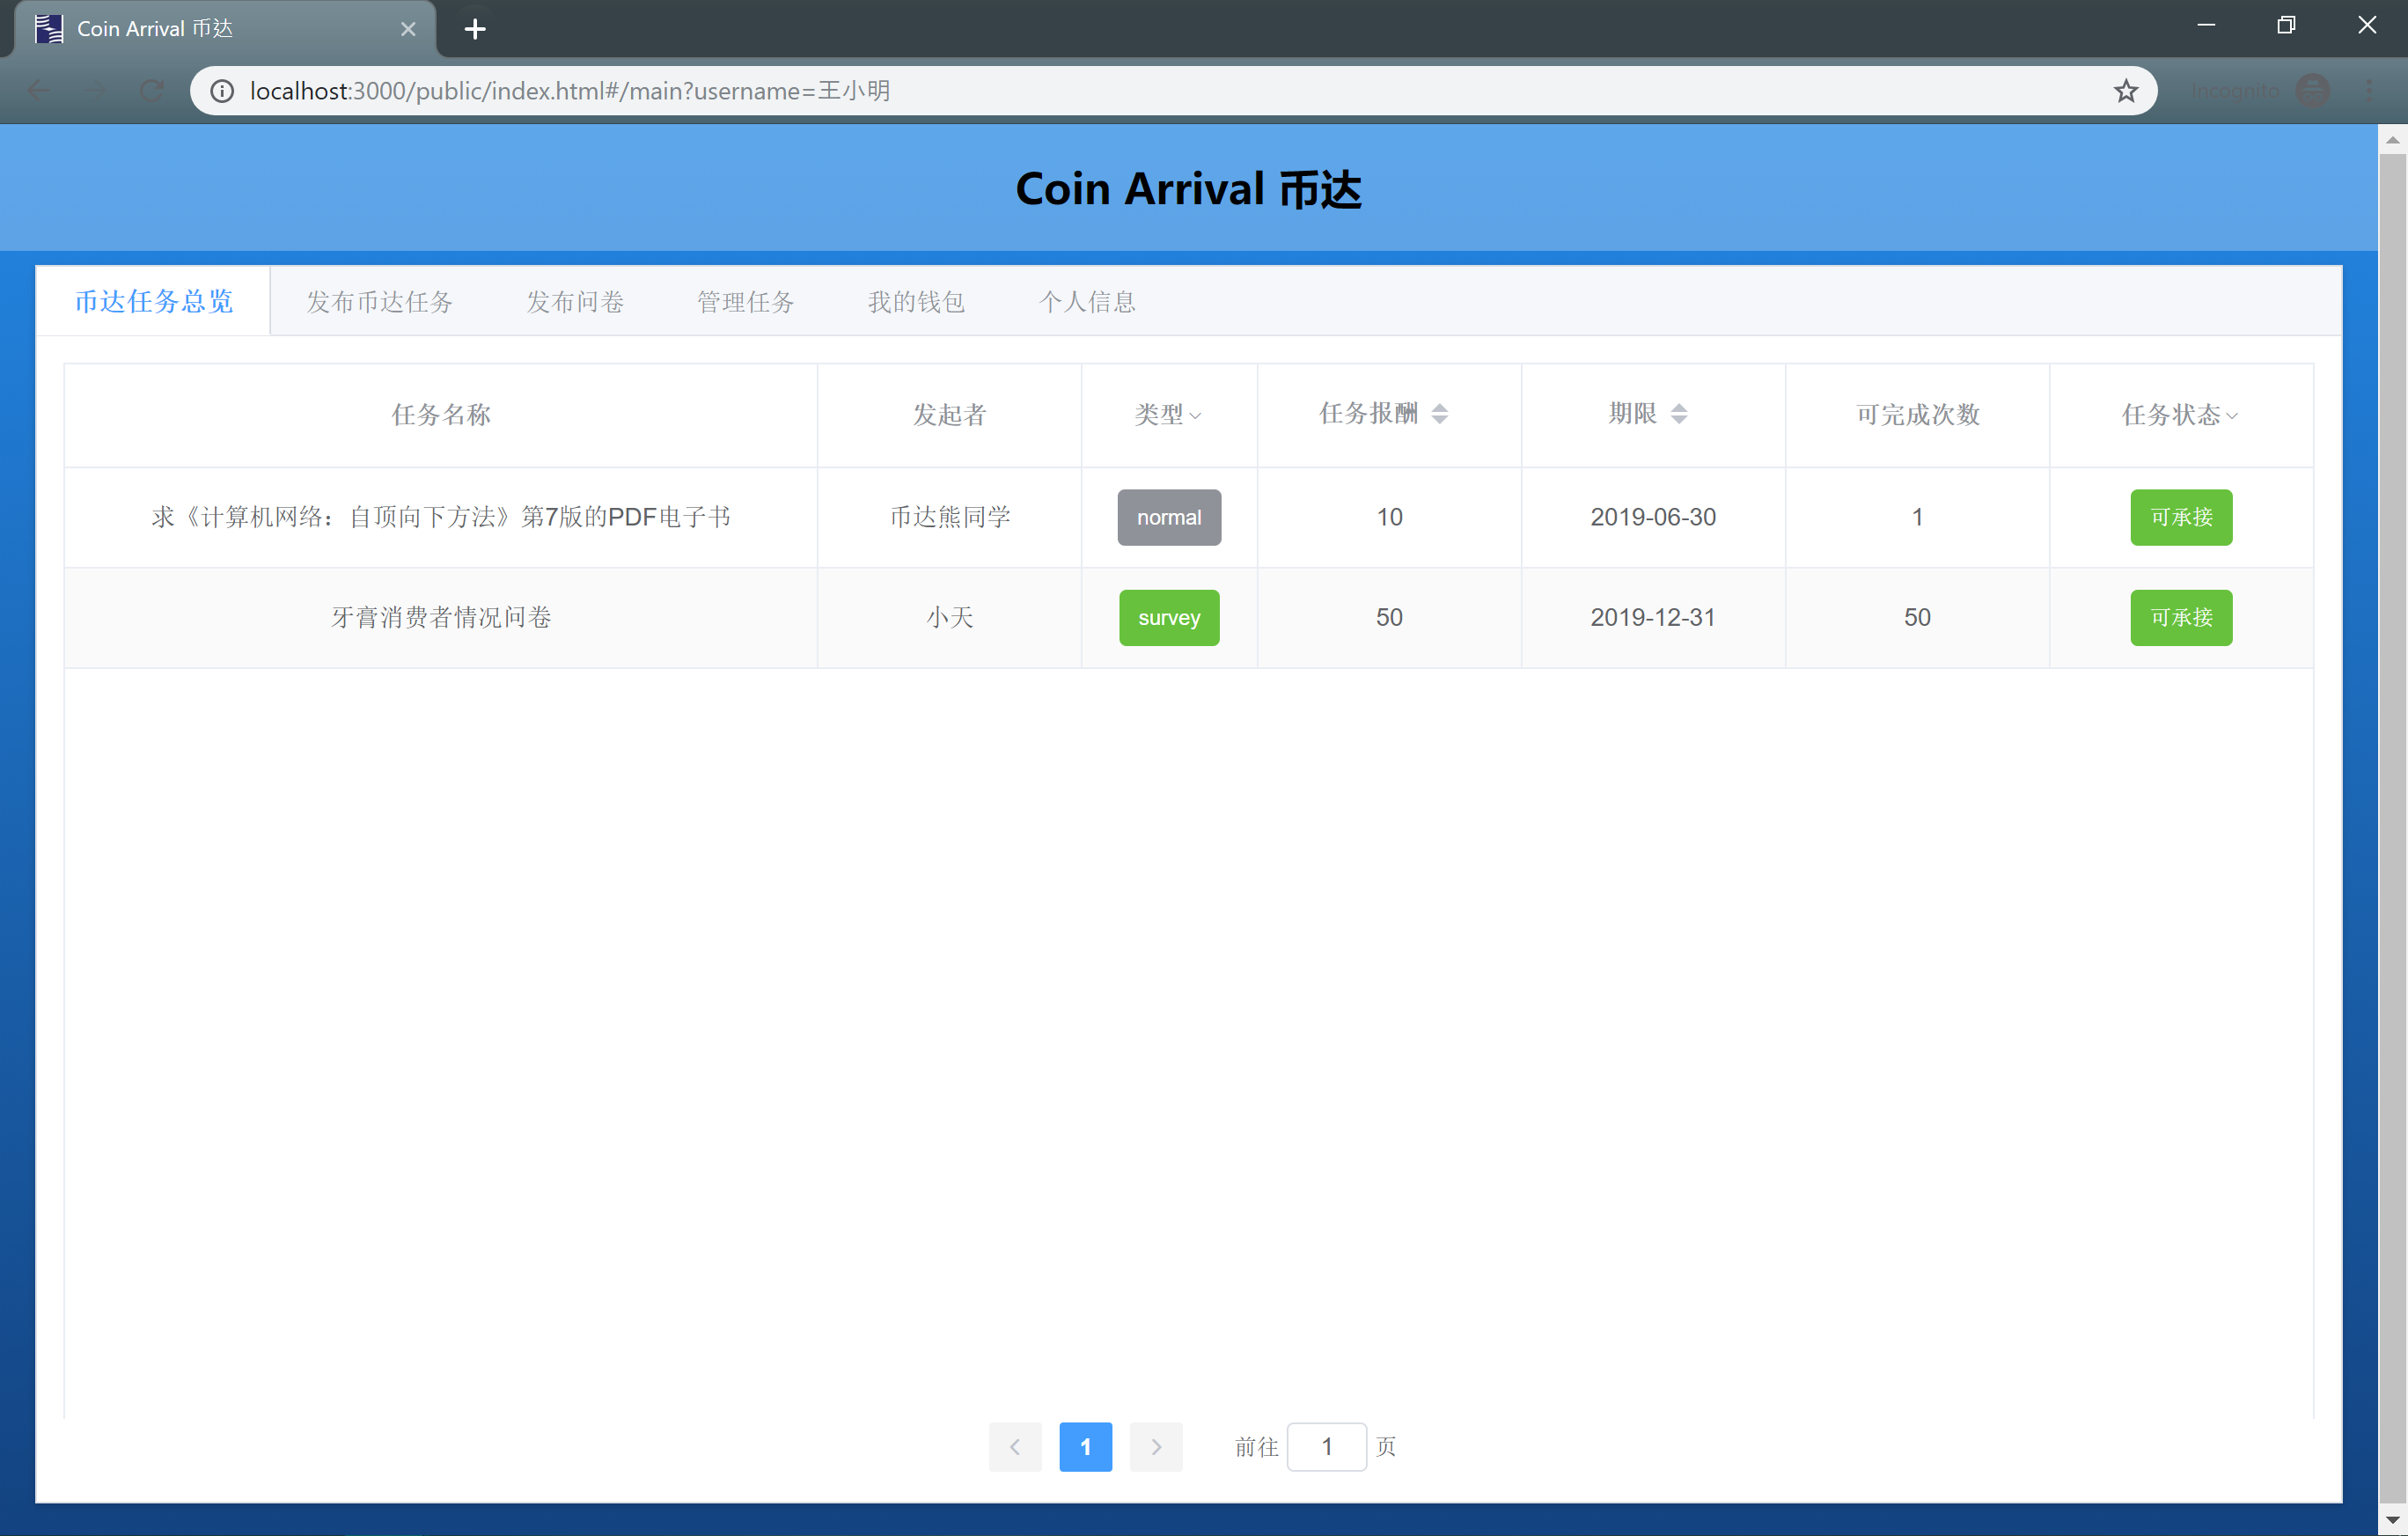 Coin Arrival 币达
localhost:3000/public/index.html#/main?username=王小明
Incognito
Coin Arrival 币达
币达任务总览 发布币达任务 发布问卷 管理任务 我的钱包 个人信息
任务名称 发起者 类型 任务报酬 期限 可完成次数 任务状态
求《计算机网络：自顶向下方法》第7版的PDF电子书 币达熊同学 normal 10 2019-06-30 1 可承接
牙膏消费者情况问卷 小天 survey 50 2019-12-31 50 可承接
1 前往 1 页